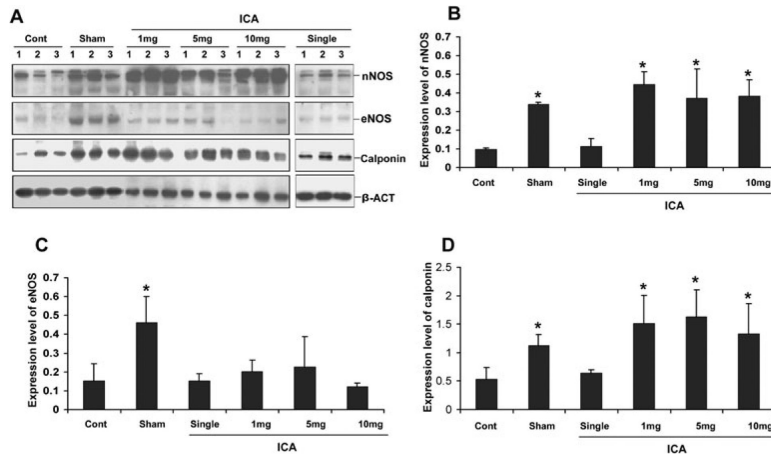 A
ICA
Cont Sham 1mg 5mg 10mg Single
1 2 3 1 2 3 1 2 3 1 2 3 1 2 3 1 2 3
nNOS
eNOS
Calponin
β-ACT
B
Expression level of nNOS
0.7
0.6
0.5
0.4
0.3
0.2
0.1
0
* * * *
Cont Sham Single 1mg 5mg 10mg
ICA
C
Expression level of eNOS
0.7
0.6
0.5
0.4
0.3
0.2
0.1
0
*
Cont Sham Single 1mg 5mg 10mg
ICA
D
Expression level of calponin
2.5
2
1.5
1
0.5
0
* * * *
Cont Sham Single 1mg 5mg 10mg
ICA